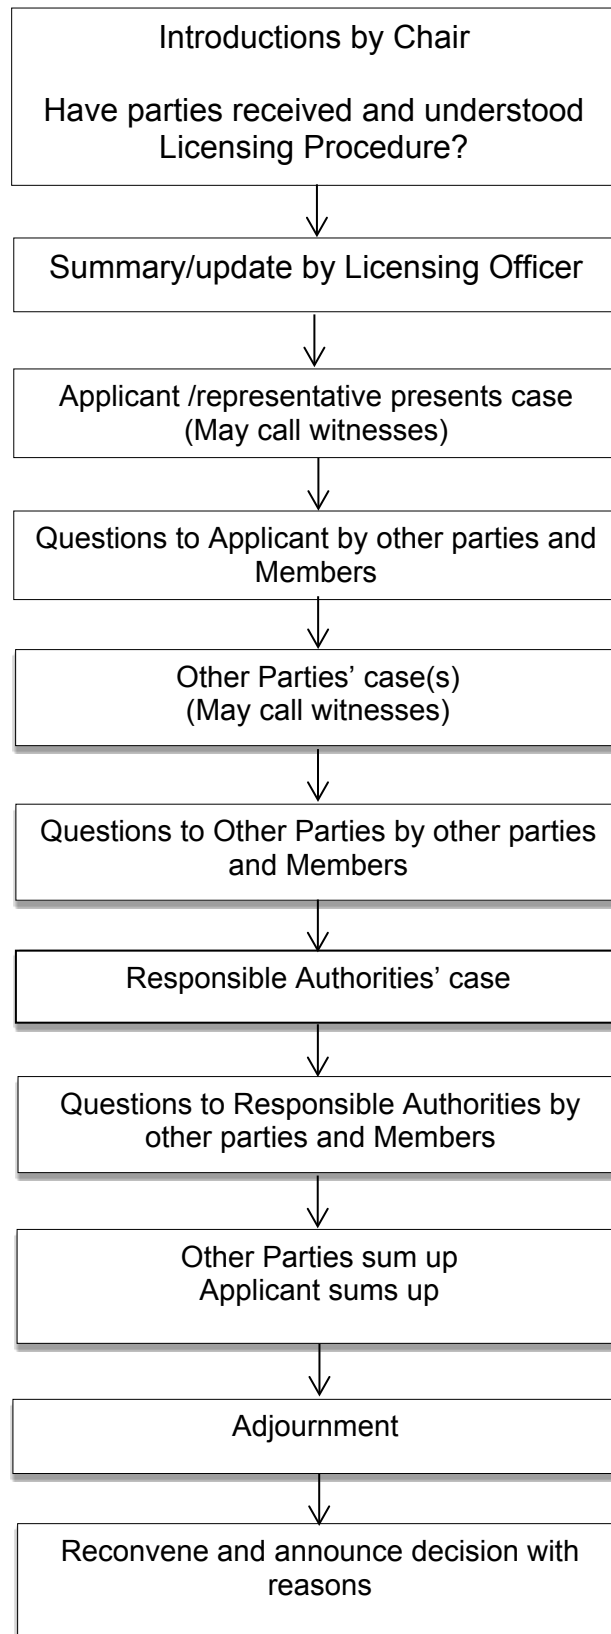 Introductions by Chair
Have parties received and understood
Licensing Procedure?
Summary/update by Licensing Officer
Applicant /representative presents case
(May call witnesses)
Questions to Applicant by other parties and
Members
Other Parties’ case(s)
(May call witnesses)
Questions to Other Parties by other parties
and Members
Responsible Authorities’ case
Questions to Responsible Authorities by
other parties and Members
Other Parties sum up
Applicant sums up
Adjournment
Reconvene and announce decision with
reasons